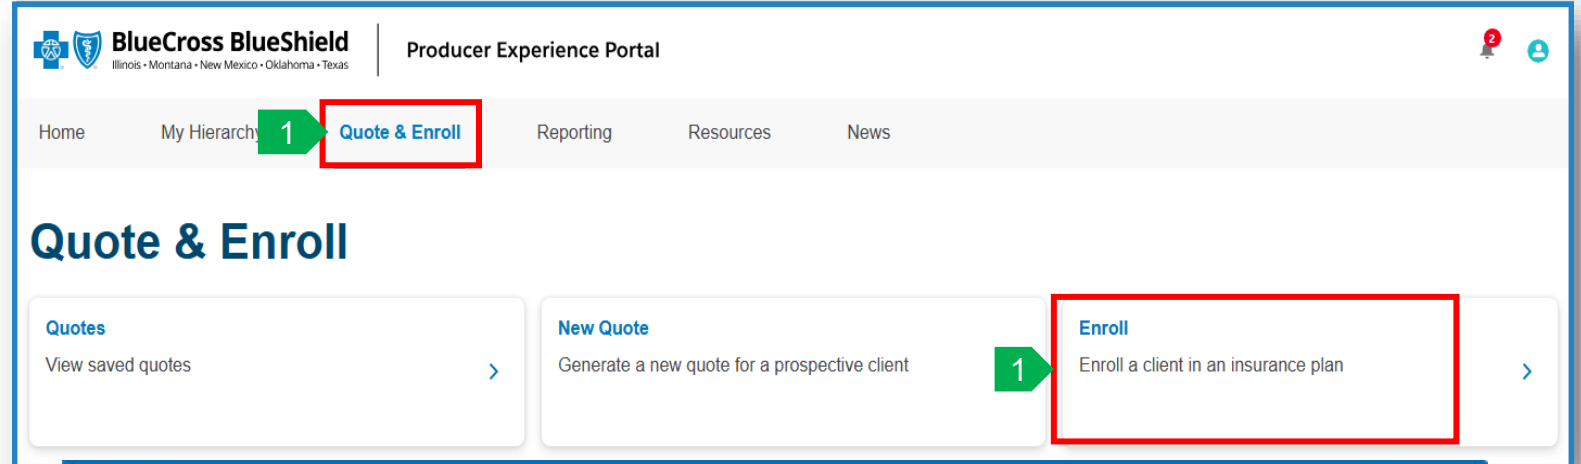 BlueCross BlueShield
Illinois • Montana • New Mexico • Oklahoma • Texas
Producer Experience Portal
2
Home My Hierarchy 1 Quote & Enroll Reporting Resources News
Quote & Enroll
Quotes
View saved quotes
New Quote
Generate a new quote for a prospective client
1
Enroll
Enroll a client in an insurance plan